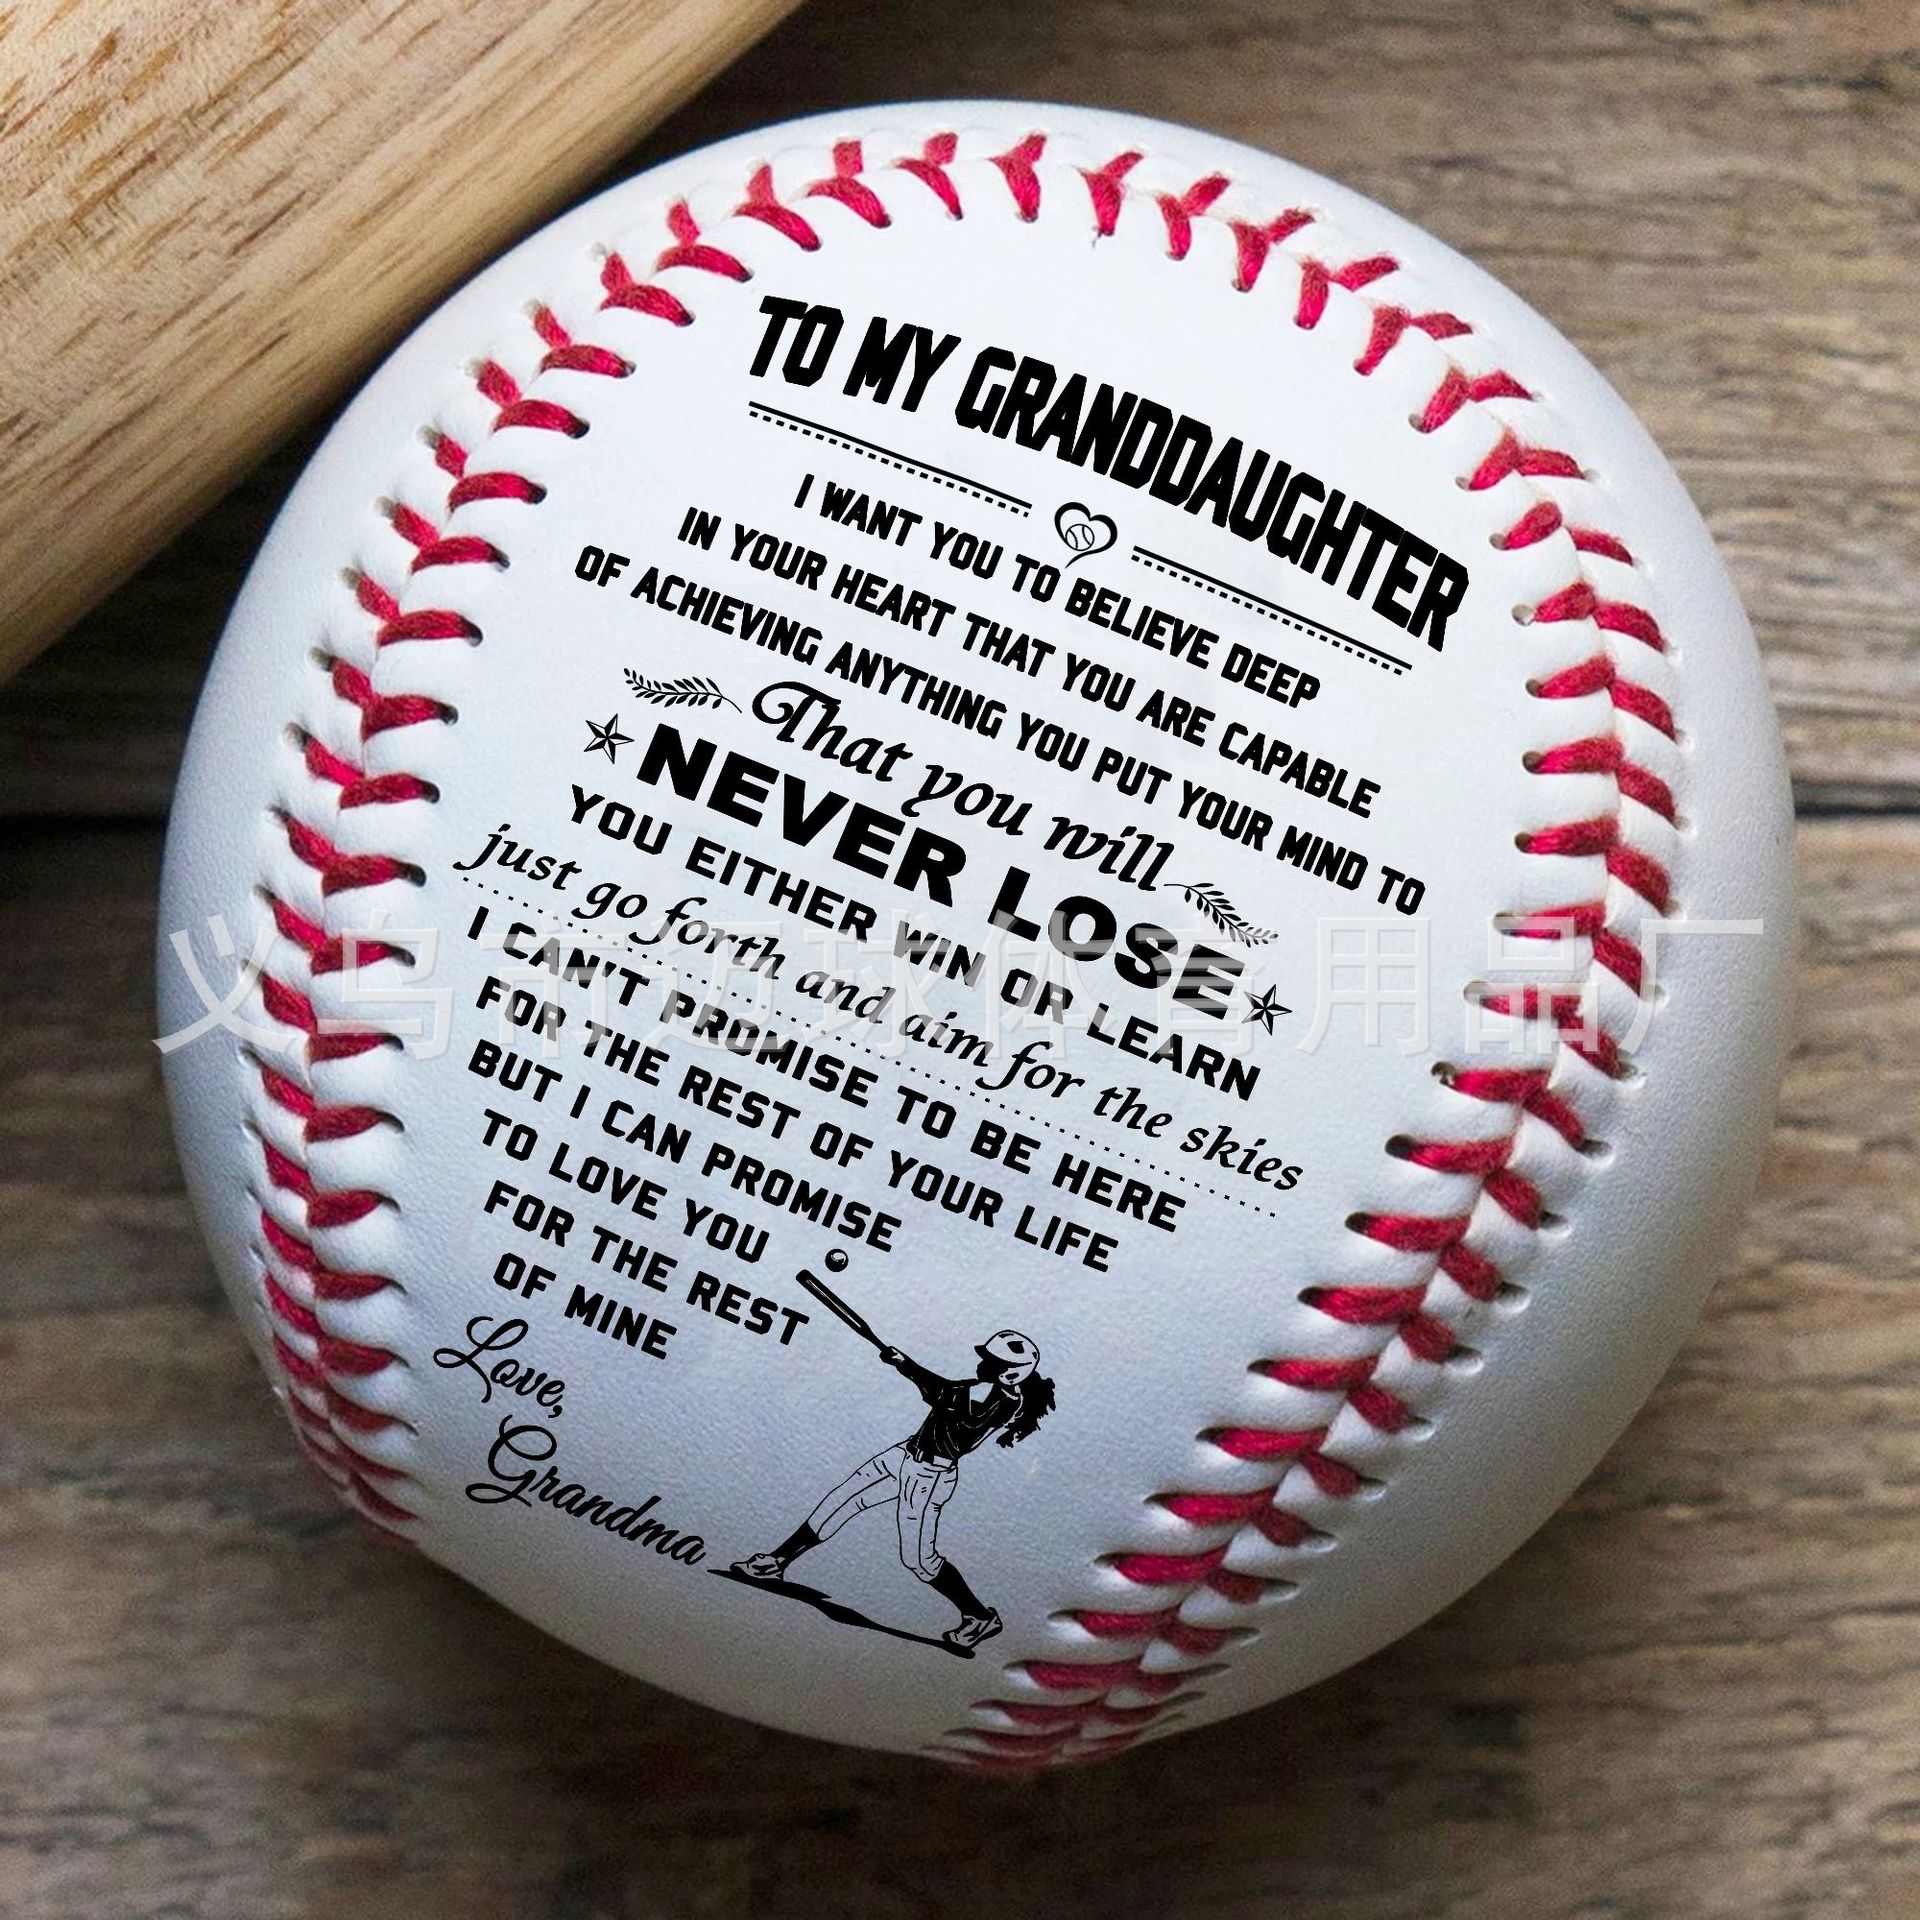 TO MY GRANDDAUGHTER
I WANT YOU TO BELIEVE DEEP
IN YOUR HEART THAT YOU ARE CAPABLE
OF ACHIEVING ANYTHING YOU PUT YOUR MIND TO
That you will
NEVER LOSE
YOU EITHER WIN OR LEARN
just go forth and aim for the skies
I CAN'T PROMISE TO BE HERE
FOR THE REST OF YOUR LIFE
BUT I CAN PROMISE
TO LOVE YOU
FOR THE REST
OF MINE
Love,
Grandma
义乌市迈球体育用品厂